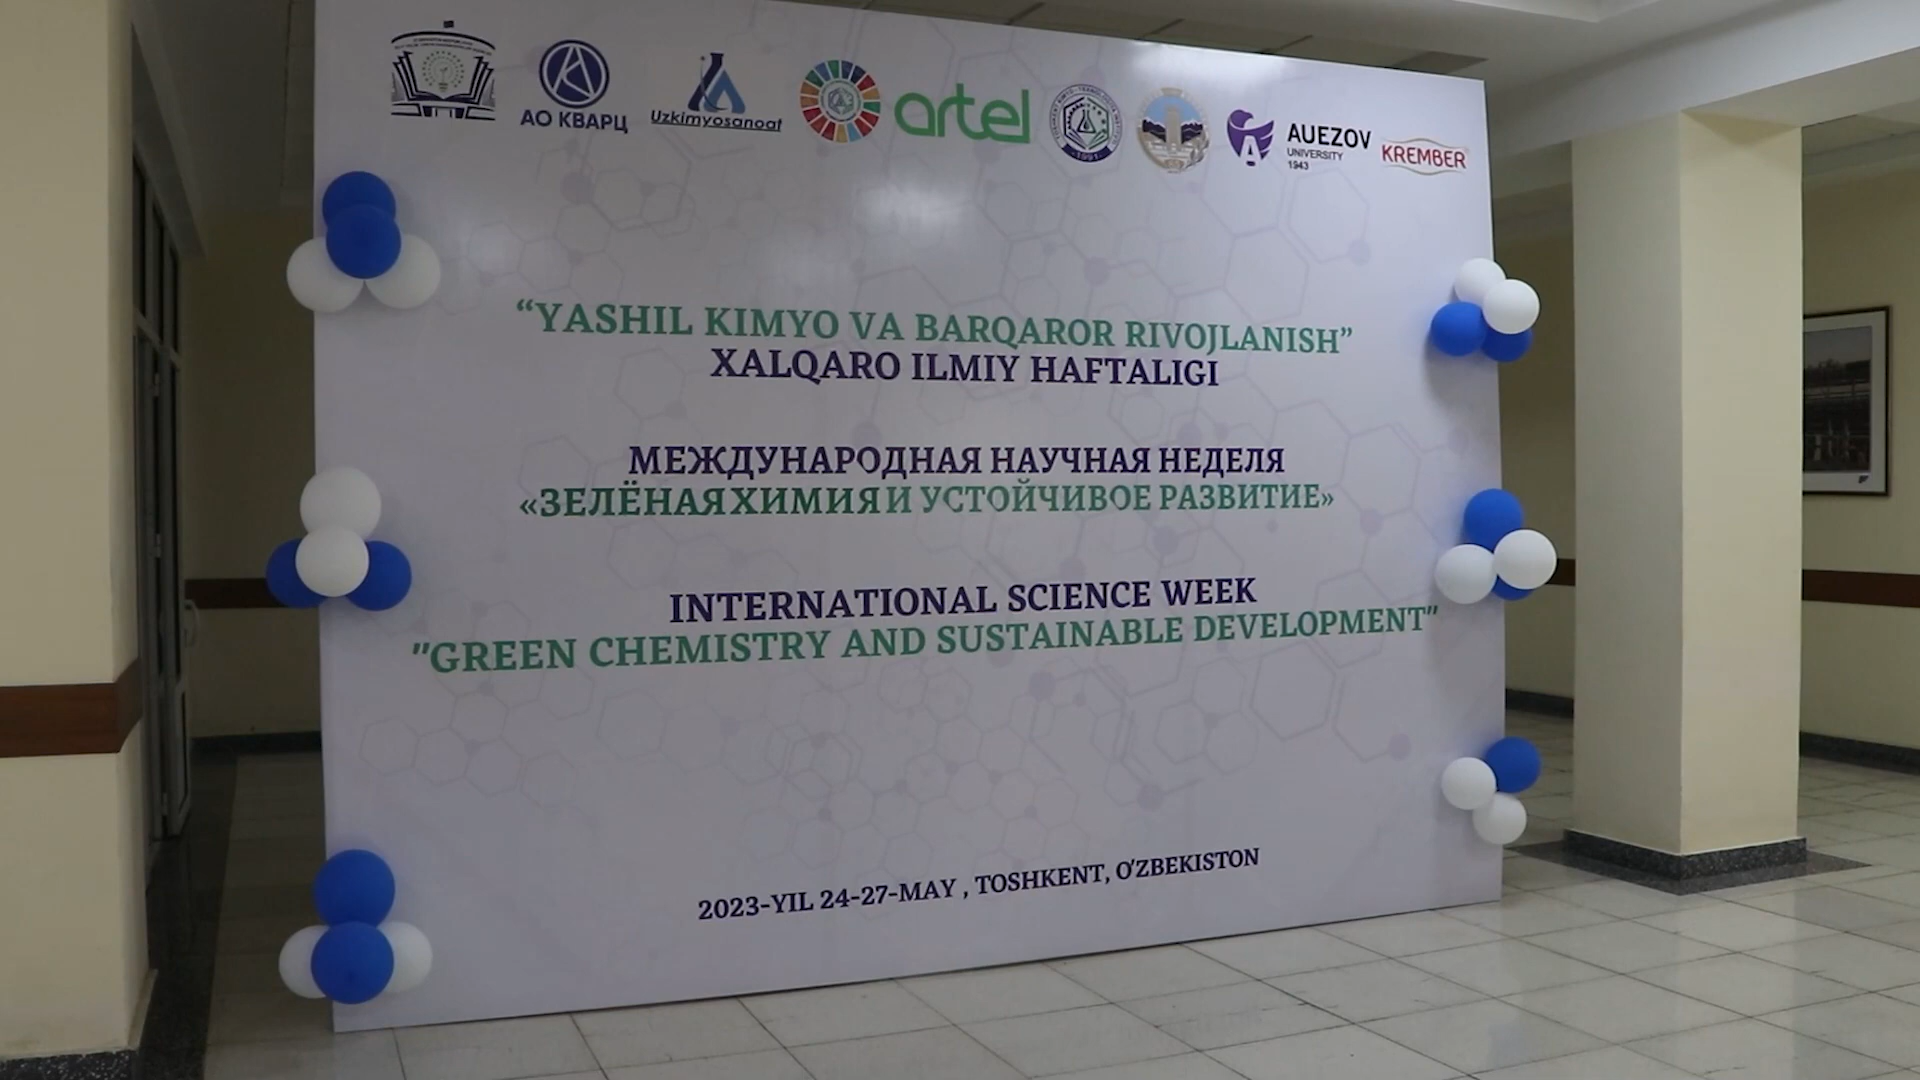 АО КВАРЦ
Uzkimyosanoat
artel
1991
AUEZOV
UNIVERSITY
1943
KREMBER
“YASHIL KIMYO VA BARQAROR RIVOJLANISH”
XALQARO ILMIY HAFTALIGI
МЕЖДУНАРОДНАЯ НАУЧНАЯ НЕДЕЛЯ
«ЗЕЛЁНАЯ ХИМИЯ И УСТОЙЧИВОЕ РАЗВИТИЕ»
INTERNATIONAL SCIENCE WEEK
"GREEN CHEMISTRY AND SUSTAINABLE DEVELOPMENT"
2023-YIL 24-27-MAY , TOSHKENT, O'ZBEKISTON